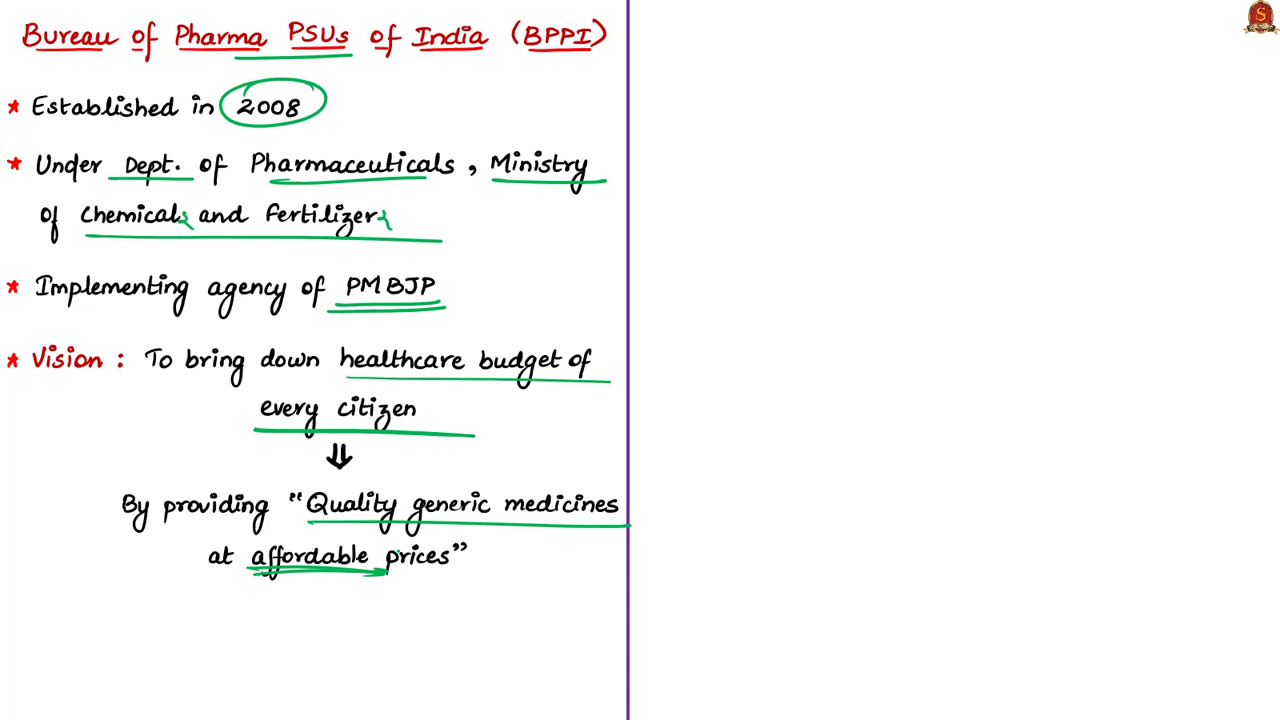 Bureau of Pharma PSUs of India (BPPI)
* Established in 2008
* Under Dept. of Pharmaceuticals, Ministry
of Chemicals and Fertilizers
* Implementing agency of PMBJP
* Vision : To bring down healthcare budget of
every citizen
⇓
By providing "Quality generic medicines
at affordable prices"